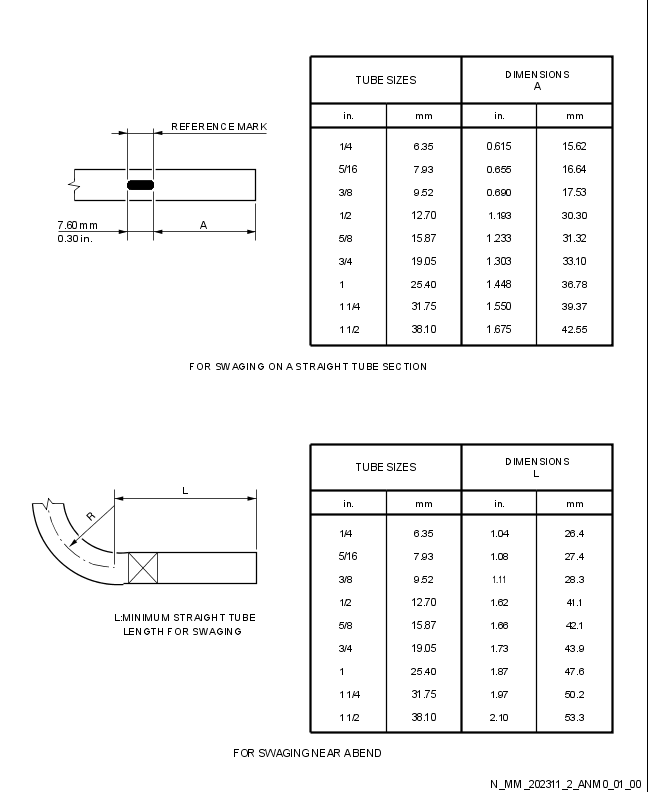 TUBE SIZES
DIMENSIONS
A
in. mm in. mm
1/4 6.35 0.615 15.62
5/16 7.93 0.655 16.64
3/8 9.52 0.690 17.53
1/2 12.70 1.193 30.30
5/8 15.87 1.233 31.32
3/4 19.05 1.303 33.10
1 25.40 1.448 36.78
1 1/4 31.75 1.550 39.37
1 1/2 38.10 1.675 42.55
REFERENCE MARK
7.60 mm
0.30 in.
A
FOR SWAGING ON A STRAIGHT TUBE SECTION
TUBE SIZES
DIMENSIONS
L
in. mm in. mm
1/4 6.35 1.04 26.4
5/16 7.93 1.08 27.4
3/8 9.52 1.11 28.3
1/2 12.70 1.62 41.1
5/8 15.87 1.66 42.1
3/4 19.05 1.73 43.9
1 25.40 1.87 47.6
1 1/4 31.75 1.97 50.2
1 1/2 38.10 2.10 53.3
L
R
L:MINIMUM STRAIGHT TUBE
LENGTH FOR SWAGING
FOR SWAGING NEAR A BEND
N_MM_202311_2_ANM0_01_00